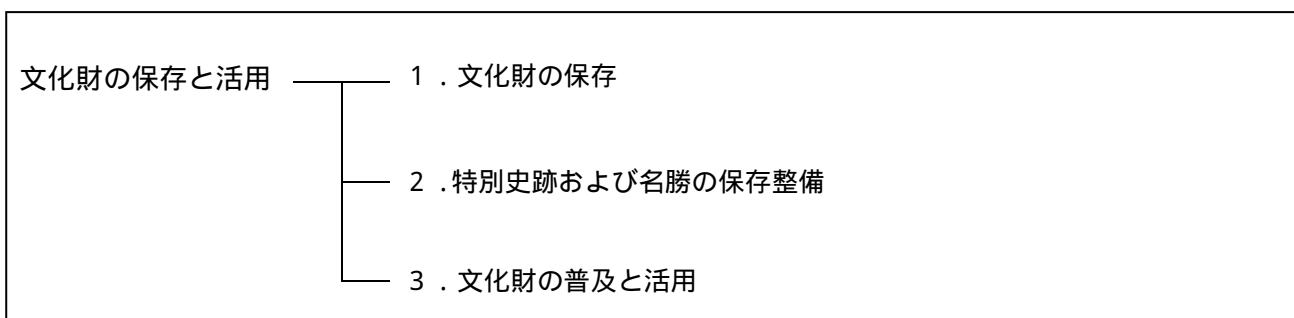 文化財の保存と活用
1 . 文化財の保存
2 . 特別史跡および名勝の保存整備
3 . 文化財の普及と活用